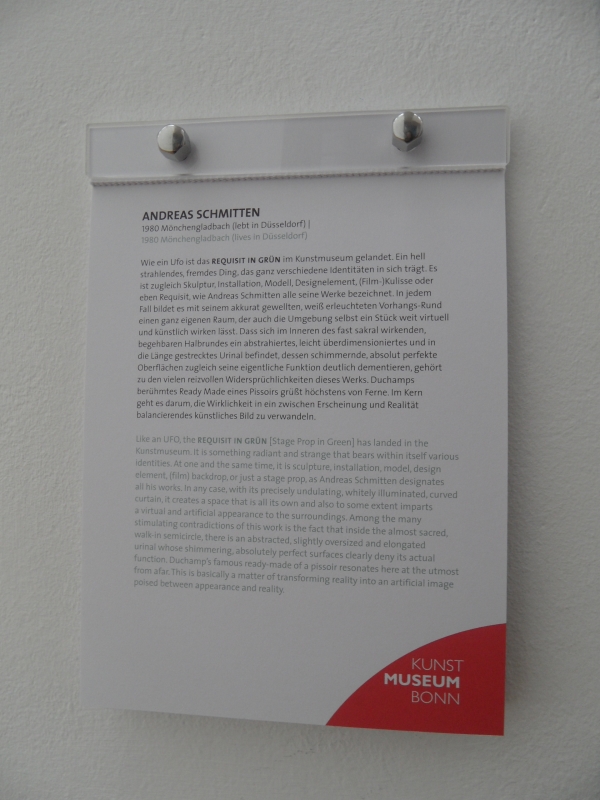 ANDREAS SCHMITTEN
1980 Mönchengladbach (lebt in Düsseldorf) |
1980 Mönchengladbach (lives in Düsseldorf)
Wie ein Ufo ist das REQUISIT IN GRÜN im Kunstmuseum gelandet. Ein hell
strahlendes, fremdes Ding, das ganz verschiedene Identitäten in sich trägt. Es
ist zugleich Skulptur, Installation, Modell, Designelement, (Film-)Kulisse oder
eben Requisit, wie Andreas Schmitten alle seine Werke bezeichnet. In jedem
Fall bildet es mit seinem akkurat gewellten, weiß erleuchteten Vorhangs-Rund
einen ganz eigenen Raum, der auch die Umgebung selbst ein Stück weit virtuell
und künstlich wirken lässt. Dass sich im Inneren des fast sakral wirkenden,
begehbaren Halbrundes ein abstrahiertes, leicht überdimensioniertes und in
die Länge gestrecktes Urinal befindet, dessen schimmernde, absolut perfekte
Oberflächen zugleich seine eigentliche Funktion deutlich dementieren, gehört
zu den vielen reizvollen Widersprüchlichkeiten dieses Werks. Duchamps
berühmtes Ready Made eines Pissoirs grüßt höchstens von Ferne. Im Kern
geht es darum, die Wirklichkeit in ein zwischen Erscheinung und Realität
balancierendes künstliches Bild zu verwandeln.
Like an UFO, the REQUISIT IN GRÜN [Stage Prop in Green] has landed in the
Kunstmuseum. It is something radiant and strange that bears within itself various
identities. At one and the same time, it is sculpture, installation, model, design
element, (film) backdrop, or just a stage prop, as Andreas Schmitten designates
all his works. In any case, with its precisely undulating, whitely illuminated, curved
curtain, it creates a space that is all its own and also to some extent imparts
a virtual and artificial appearance to the surroundings. Among the many
stimulating contradictions of this work is the fact that inside the almost sacred,
walk-in semicircle, there is an abstracted, slightly oversized and elongated
urinal whose shimmering, absolutely perfect surfaces clearly deny its actual
function. Duchamp's famous ready-made of a pissoir resonates here at the utmost
from afar. This is basically a matter of transforming reality into an artificial image
poised between appearance and reality.
KUNST
MUSEUM
BONN